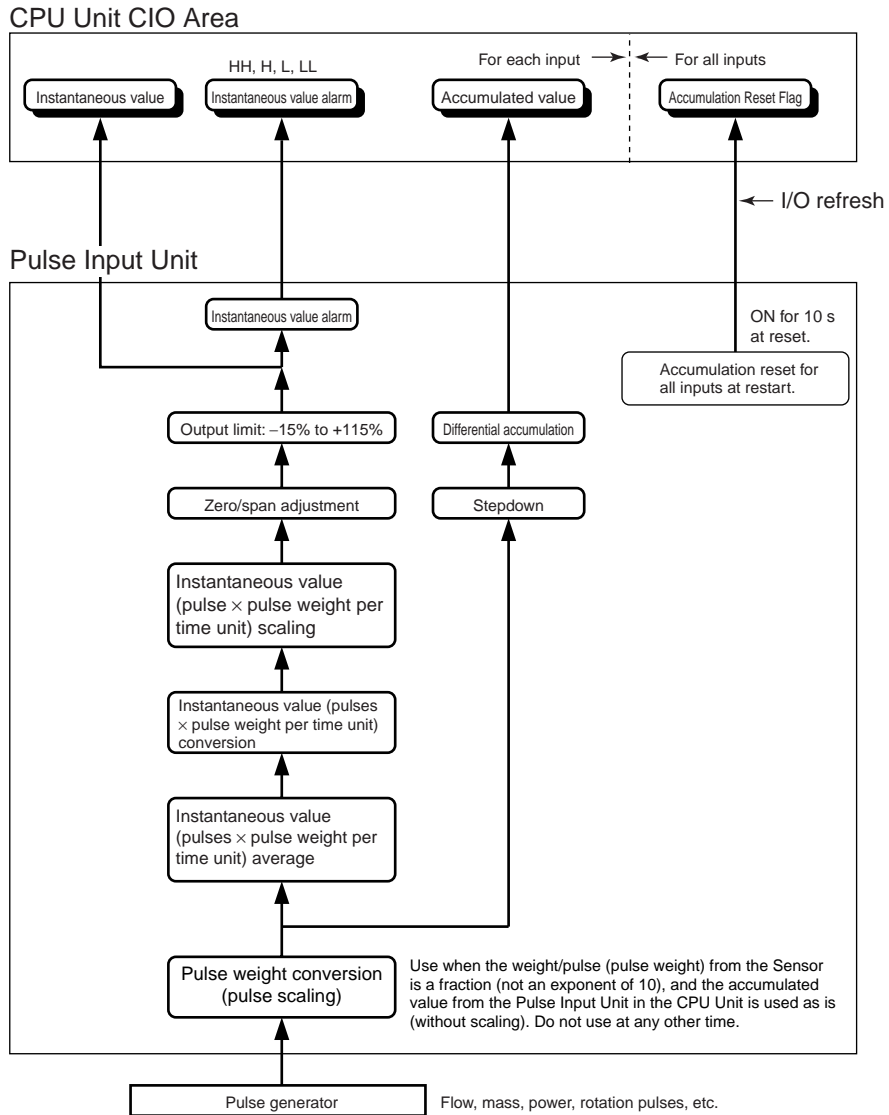 CPU Unit CIO Area
For each input
For all inputs
HH, H, L, LL
Instantaneous value
Instantaneous value alarm
Accumulated value
Accumulation Reset Flag
I/O refresh
Pulse Input Unit
Instantaneous value alarm
ON for 10 s
at reset.
Accumulation reset for
all inputs at restart.
Output limit: −15% to +115%
Differential accumulation
Zero/span adjustment
Stepdown
Instantaneous value
(pulse × pulse weight per
time unit) scaling
Instantaneous value (pulses
× pulse weight per time unit)
conversion
Instantaneous value
(pulses × pulse weight per
time unit) average
Pulse weight conversion
(pulse scaling)
Use when the weight/pulse (pulse weight) from the Sensor
is a fraction (not an exponent of 10), and the accumulated
value from the Pulse Input Unit in the CPU Unit is used as is
(without scaling). Do not use at any other time.
Pulse generator
Flow, mass, power, rotation pulses, etc.